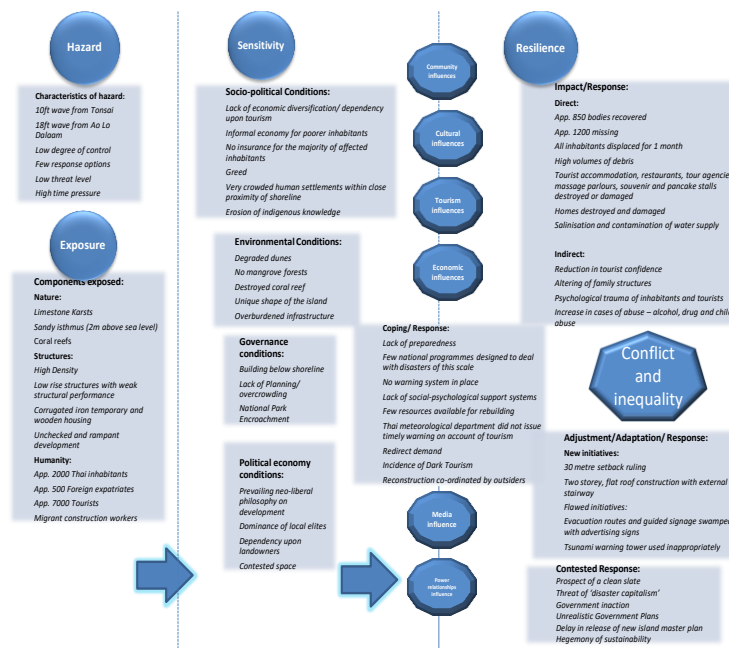 Hazard
Characteristics of hazard:
10ft wave from Tonsai
18ft wave from Ao Lo
Dalaam
Low degree of control
Few response options
Low threat level
High time pressure
Exposure
Components exposed:
Nature:
Limestone Karsts
Sandy isthmus (2m above sea level)
Coral reefs
Structures:
High Density
Low rise structures with weak
structural performance
Corrugated iron temporary and
wooden housing
Unchecked and rampant
development
Humanity:
App. 2000 Thai inhabitants
App. 500 Foreign expatriates
App. 7000 Tourists
Migrant construction workers
Sensitivity
Socio-political Conditions:
Lack of economic diversification/ dependency
upon tourism
Informal economy for poorer inhabitants
No insurance for the majority of affected
inhabitants
Greed
Very crowded human settlements within close
proximity of shoreline
Erosion of indigenous knowledge
Environmental Conditions:
Degraded dunes
No mangrove forests
Destroyed coral reef
Unique shape of the island
Overburdened infrastructure
Governance
conditions:
Building below shoreline
Lack of Planning/
overcrowding
National Park
Encroachment
Political economy
conditions:
Prevailing neo-liberal
philosophy on
development
Dominance of local elites
Dependency upon
landowners
Contested space
Community
influences
Cultural
influences
Tourism
influences
Economic
influences
Coping/ Response:
Lack of preparedness
Few national programmes designed to deal
with disasters of this scale
No warning system in place
Lack of social-psychological support systems
Few resources available for rebuilding
Thai meteorological department did not issue
timely warning on account of tourism
Redirect demand
Incidence of Dark Tourism
Reconstruction co-ordinated by outsiders
Media
influence
Power
relationships
influence
Resilience
Impact/Response:
Direct:
App. 850 bodies recovered
App. 1200 missing
All inhabitants displaced for 1 month
High volumes of debris
Tourist accommodation, restaurants, tour agencie
massage parlours, souvenir and pancake stalls
destroyed or damaged
Homes destroyed and damaged
Salinisation and contamination of water supply
Indirect:
Reduction in tourist confidence
Altering of family structures
Psychological trauma of inhabitants and tourists
Increase in cases of abuse – alcohol, drug and child
abuse
Conflict
and
inequality
Adjustment/Adaptation/ Response:
New initiatives:
30 metre setback ruling
Two storey, flat roof construction with external
stairway
Flawed initiatives:
Evacuation routes and guided signage swamped
with advertising signs
Tsunami warning tower used inappropriately
Contested Response:
Prospect of a clean slate
Threat of ‘disaster capitalism’
Government inaction
Unrealistic Government Plans
Delay in release of new island master plan
Hegemony of sustainability